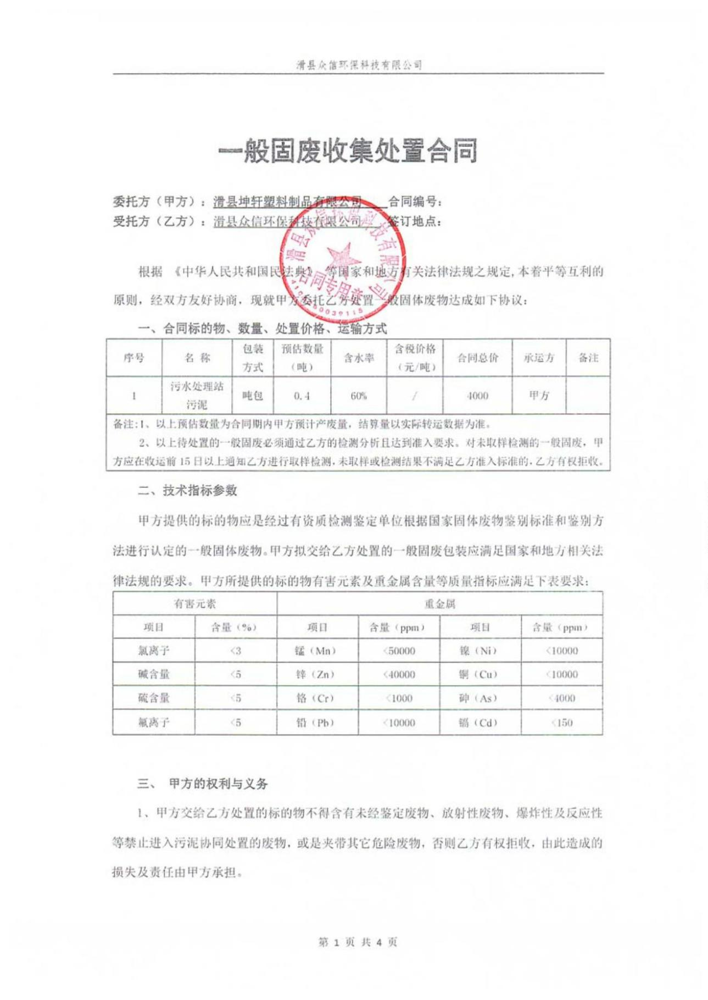 滑县众信环保科技有限公司
一般固废收集处置合同
委托方（甲方）：滑县坤轩塑料制品有限公司 合同编号：
受托方（乙方）：滑县众信环保科技有限公司 签订地点：
滑县众信环保科技有限公司
合同专用章
根据 《中华人民共和国民法典》 等国家和地方有关法律法规之规定,本着平等互利的
原则，经双方友好协商，现就甲方委托乙方处置一般固体废物达成如下协议：
一、合同标的物、数量、处置价格、运输方式
序号 名 称 包装方式 预估数量（吨） 含水率 含税价格（元/吨） 合同总价 承运方 备注
1 污水处理站污泥 吨包 0.4 60% / 4000 甲方
备注:1、以上预估数量为合同期内甲方预计产废量，结算量以实际转运数据为准。
2、以上待处置的一般固废必须通过乙方的检测分析且达到准入要求。对未取样检测的一般固废，甲
方应在收运前 15 日以上通知乙方进行取样检测,未取样或检测结果不满足乙方准入标准的,乙方有权拒收。
二、技术指标参数
甲方提供的标的物应是经过有资质检测鉴定单位根据国家固体废物鉴别标准和鉴别方
法进行认定的一般固体废物。甲方拟交给乙方处置的一般固废包装应满足国家和地方相关法
律法规的要求。甲方所提供的标的物有害元素及重金属含量等质量指标应满足下表要求：
有害元素 重金属
项目 含量（%） 项目 含量（ppm） 项目 含量（ppm）
氯离子 <3 锰（Mn） <50000 镍（Ni） <10000
碱含量 <5 锌（Zn） <40000 铜（Cu） <10000
硫含量 <5 铬（Cr） <1000 砷（As） <4000
氟离子 <5 铅（Pb） <10000 镉（Cd） <150
三、 甲方的权利与义务
1、甲方交给乙方处置的标的物不得含有未经鉴定废物、放射性废物、爆炸性及反应性
等禁止进入污泥协同处置的废物，或是夹带其它危险废物，否则乙方有权拒收，由此造成的
损失及责任由甲方承担。
第 1 页 共 4 页